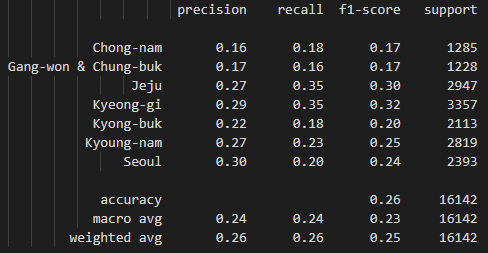 precision recall f1-score support
Chong-nam 0.16 0.18 0.17 1285
Gang-won & Chung-buk 0.17 0.16 0.17 1228
Jeju 0.27 0.35 0.30 2947
Kyeong-gi 0.29 0.35 0.32 3357
Kyong-buk 0.22 0.18 0.20 2113
Kyoung-nam 0.27 0.23 0.25 2819
Seoul 0.30 0.20 0.24 2393
accuracy 0.26 16142
macro avg 0.24 0.24 0.23 16142
weighted avg 0.26 0.26 0.25 16142